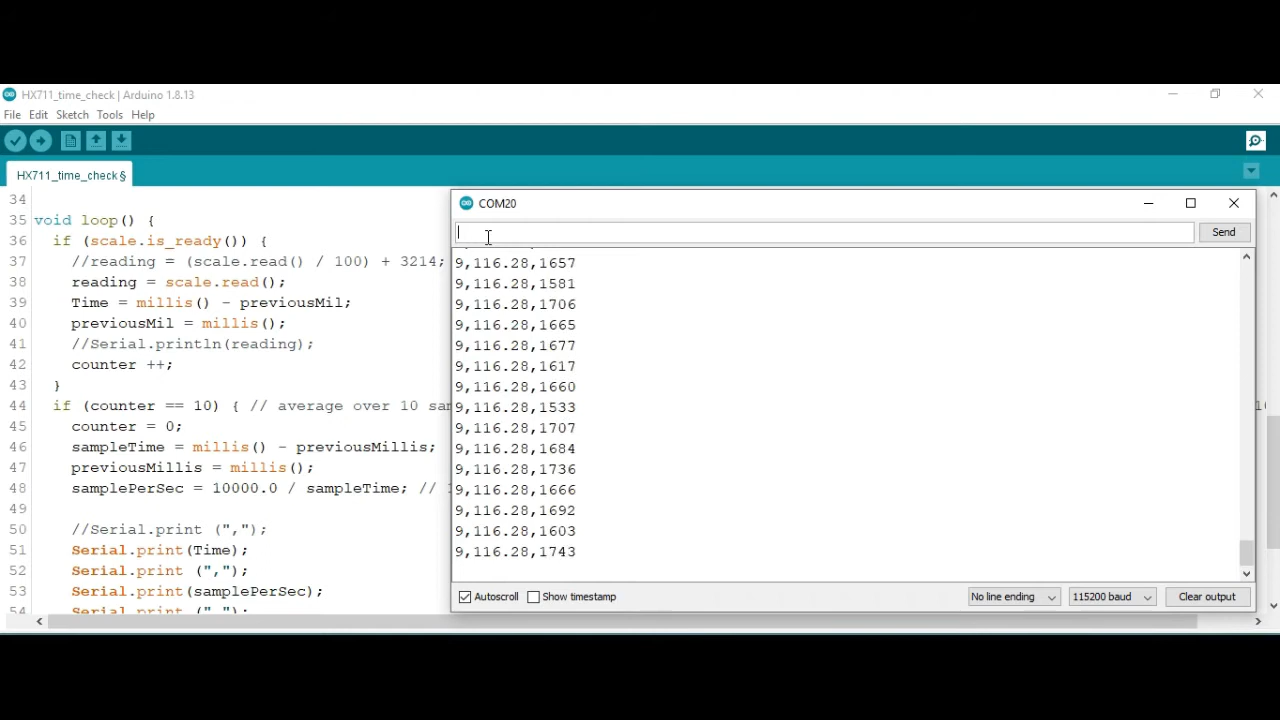 HX711_time_check | Arduino 1.8.13
File Edit Sketch Tools Help
HX711_time_check §
34
35 void loop() {
36 if (scale.is_ready()) {
37 //reading = (scale.read() / 100) + 3214;
38 reading = scale.read();
39 Time = millis() - previousMil;
40 previousMil = millis();
41 //Serial.println(reading);
42 counter ++;
43 }
44 if (counter == 10) { // average over 10 sam
45 counter = 0;
46 sampleTime = millis() - previousMillis;
47 previousMillis = millis();
48 samplePerSec = 10000.0 / sampleTime; //
49
50 //Serial.print (",");
51 Serial.print(Time);
52 Serial.print (",");
53 Serial.print(samplePerSec);
54 Serial.print (",");
COM20
Send
9,116.28,1657
9,116.28,1581
9,116.28,1706
9,116.28,1665
9,116.28,1677
9,116.28,1617
9,116.28,1660
9,116.28,1533
9,116.28,1707
9,116.28,1684
9,116.28,1736
9,116.28,1666
9,116.28,1692
9,116.28,1603
9,116.28,1743
Autoscroll Show timestamp No line ending 115200 baud Clear output